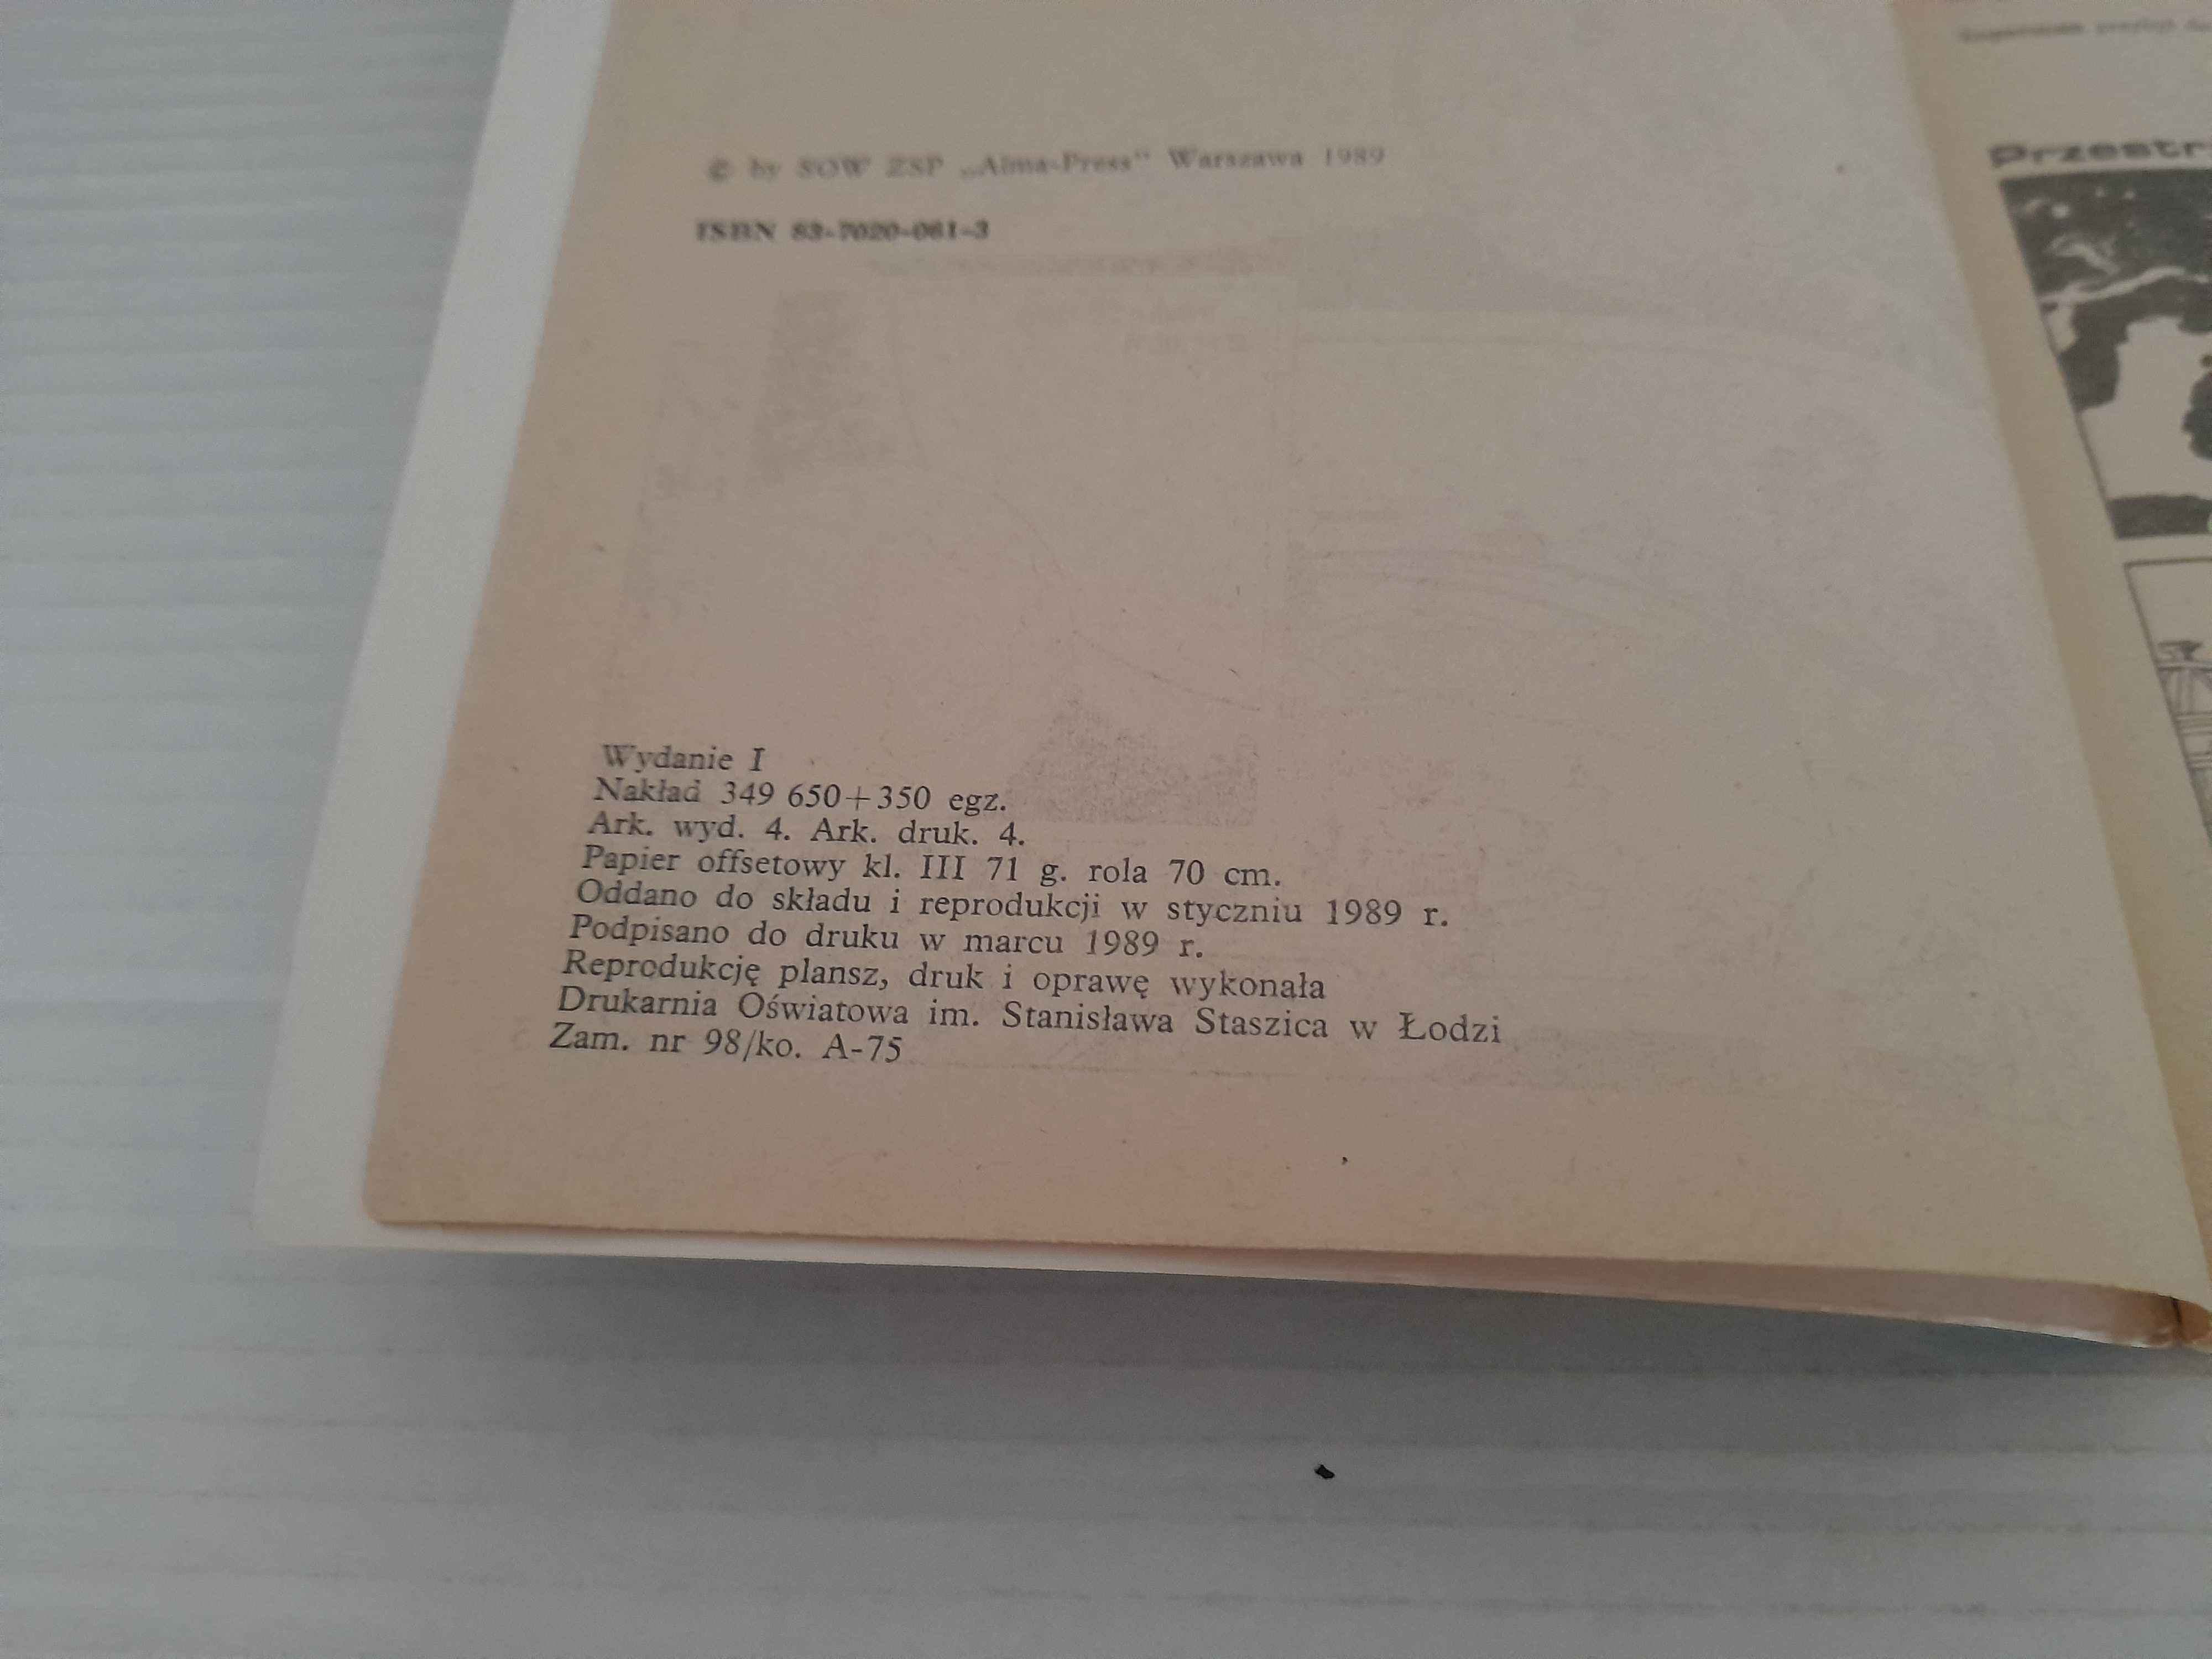 © by SOW ZSP „Alma-Press" Warszawa 1989
ISBN 83-7020-061-3
Wydanie I
Nakład 349 650+350 egz.
Ark. wyd. 4. Ark. druk. 4.
Papier offsetowy kl. III 71 g. rola 70 cm.
Oddano do składu i reprodukcji w styczniu 1989 r.
Podpisano do druku w marcu 1989 r.
Reprodukcję plansz, druk i oprawę wykonała
Drukarnia Oświatowa im. Stanisława Staszica w Łodzi
Zam. nr 98/ko. A-75
Przestr